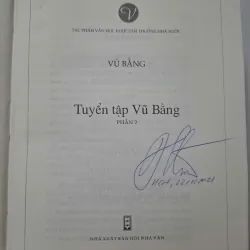 TÁC PHẨM VĂN HỌC ĐƯỢC GIẢI THƯỞNG NHÀ NƯỚC
VŨ BẰNG
Tuyển tập Vũ Bằng
PHẦN 2
NHÀ XUẤT BẢN HỘI NHÀ VĂN